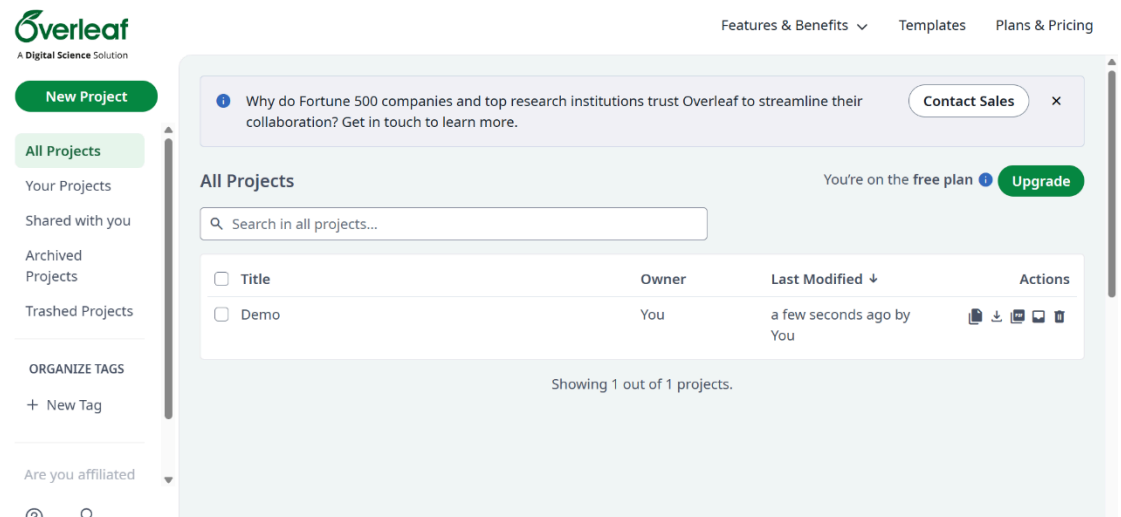 Overleaf
A Digital Science Solution
Features & Benefits
Templates
Plans & Pricing
New Project
All Projects
Your Projects
Shared with you
Archived
Projects
Trashed Projects
ORGANIZE TAGS
+ New Tag
Are you affiliated
Why do Fortune 500 companies and top research institutions trust Overleaf to streamline their
collaboration? Get in touch to learn more.
Contact Sales
All Projects
You're on the free plan
Upgrade
Search in all projects...
Title Owner Last Modified Actions
Demo You a few seconds ago by
You
PDF
Showing 1 out of 1 projects.